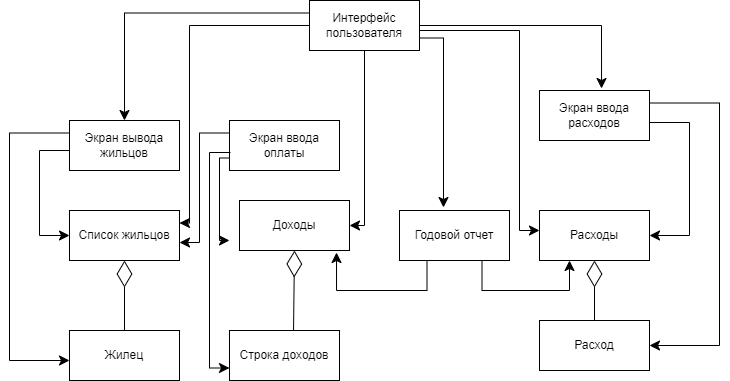 Интерфейс
пользователя
Экран ввода
расходов
Экран вывода
жильцов
Экран ввода
оплаты
Список жильцов
Доходы
Годовой отчет
Расходы
Жилец
Строка доходов
Расход